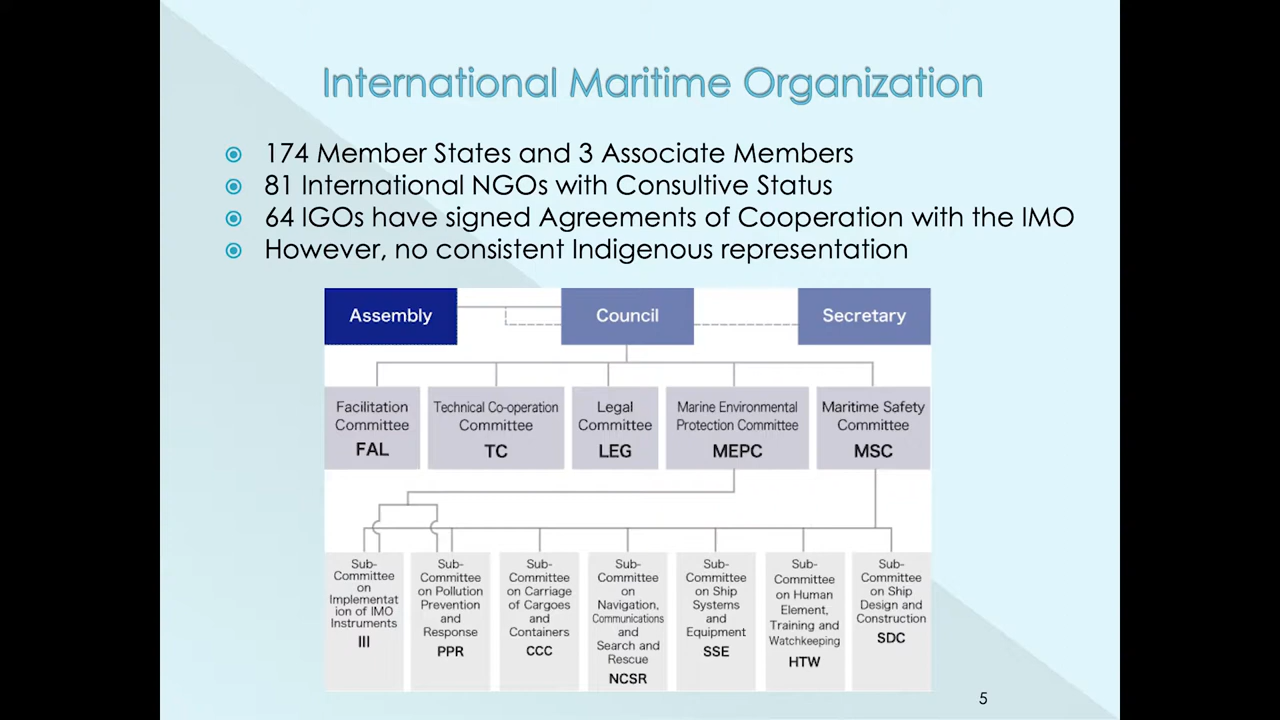 International Maritime Organization
174 Member States and 3 Associate Members
81 International NGOs with Consultive Status
64 IGOs have signed Agreements of Cooperation with the IMO
However, no consistent Indigenous representation
Assembly
Council
Secretary
Facilitation
Committee
FAL
Technical Co-operation
Committee
TC
Legal
Committee
LEG
Marine Environmental
Protection Committee
MEPC
Maritime Safety
Committee
MSC
Sub-
Committee
on
Implementat
ion of IMO
Instruments
III
Sub-
Committee
on Pollution
Prevention
and
Response
PPR
Sub-
Committee
on Carriage
of Cargoes
and
Containers
CCC
Sub-
Committee
on
Navigation,
Communications
and
Search and
Rescue
NCSR
Sub-
Committee
on Ship
Systems
and
Equipment
SSE
Sub-
Committee
on Human
Element,
Training and
Watchkeeping
HTW
Sub-
Committee
on Ship
Design and
Construction
SDC
5